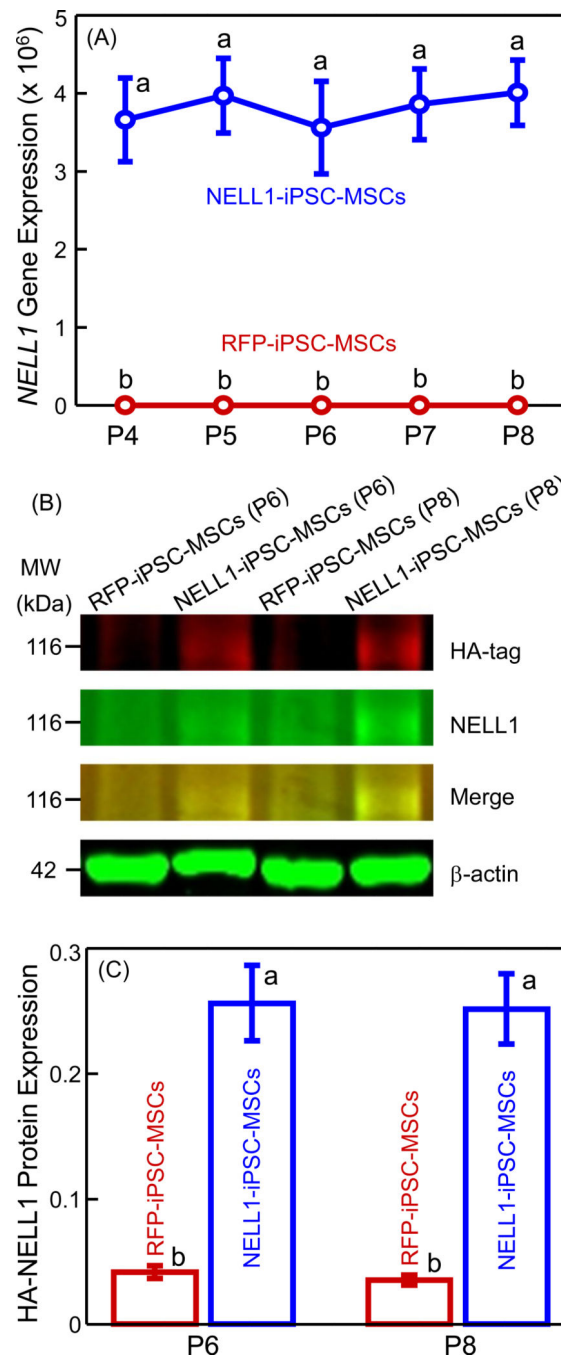 (A)
NELL1 Gene Expression (x 10⁶)
5
4
3
2
1
0
a
a
a
a
a
NELL1-iPSC-MSCs
RFP-iPSC-MSCs
b
b
b
b
b
P4 P5 P6 P7 P8
(B)
MW
(kDa)
RFP-iPSC-MSCs (P6)
NELL1-iPSC-MSCs (P6)
RFP-iPSC-MSCs (P8)
NELL1-iPSC-MSCs (P8)
116 HA-tag
116 NELL1
116 Merge
42 β-actin
(C)
HA-NELL1 Protein Expression
0.3
0.2
0.1
0
RFP-iPSC-MSCs
b
NELL1-iPSC-MSCs
a
RFP-iPSC-MSCs
b
NELL1-iPSC-MSCs
a
P6 P8